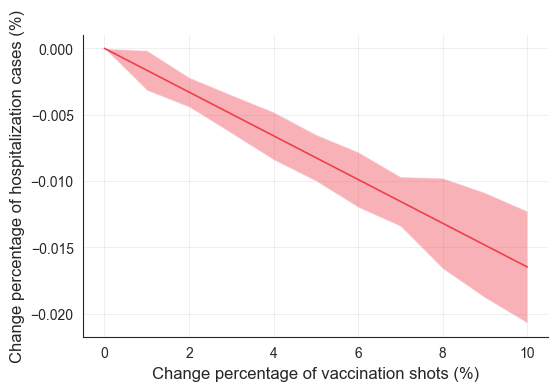 Change percentage of hospitalization cases (%)
0.000
−0.005
−0.010
−0.015
−0.020
0 2 4 6 8 10
Change percentage of vaccination shots (%)